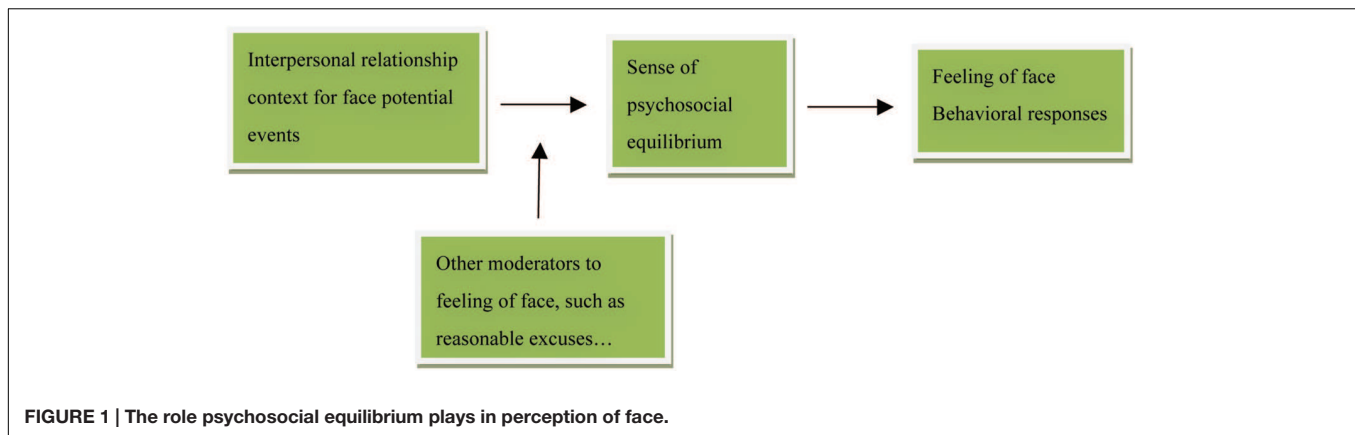 Interpersonal relationship
context for face potential
events
Sense of
psychosocial
equilibrium
Feeling of face
Behavioral responses
Other moderators to
feeling of face, such as
reasonable excuses…
FIGURE 1 | The role psychosocial equilibrium plays in perception of face.